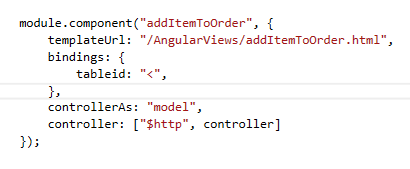 module.component("addItemToOrder", {
    templateUrl: "/AngularViews/addItemToOrder.html",
    bindings: {
        tableid: "<",
    },
    controllerAs: "model",
    controller: ["$http", controller]
});